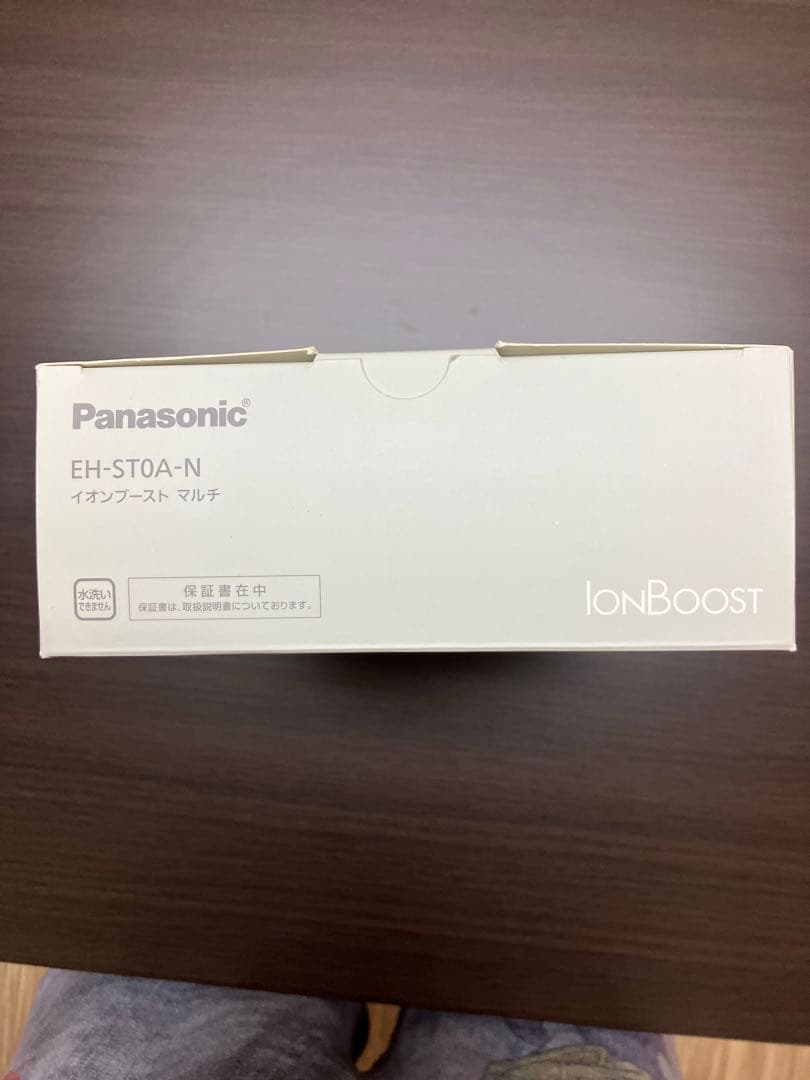 Panasonic®
EH-ST0A-N
イオンブースト マルチ
水洗い
できません
保証書在中
保証書は、取扱説明書についております。
IONBOOST